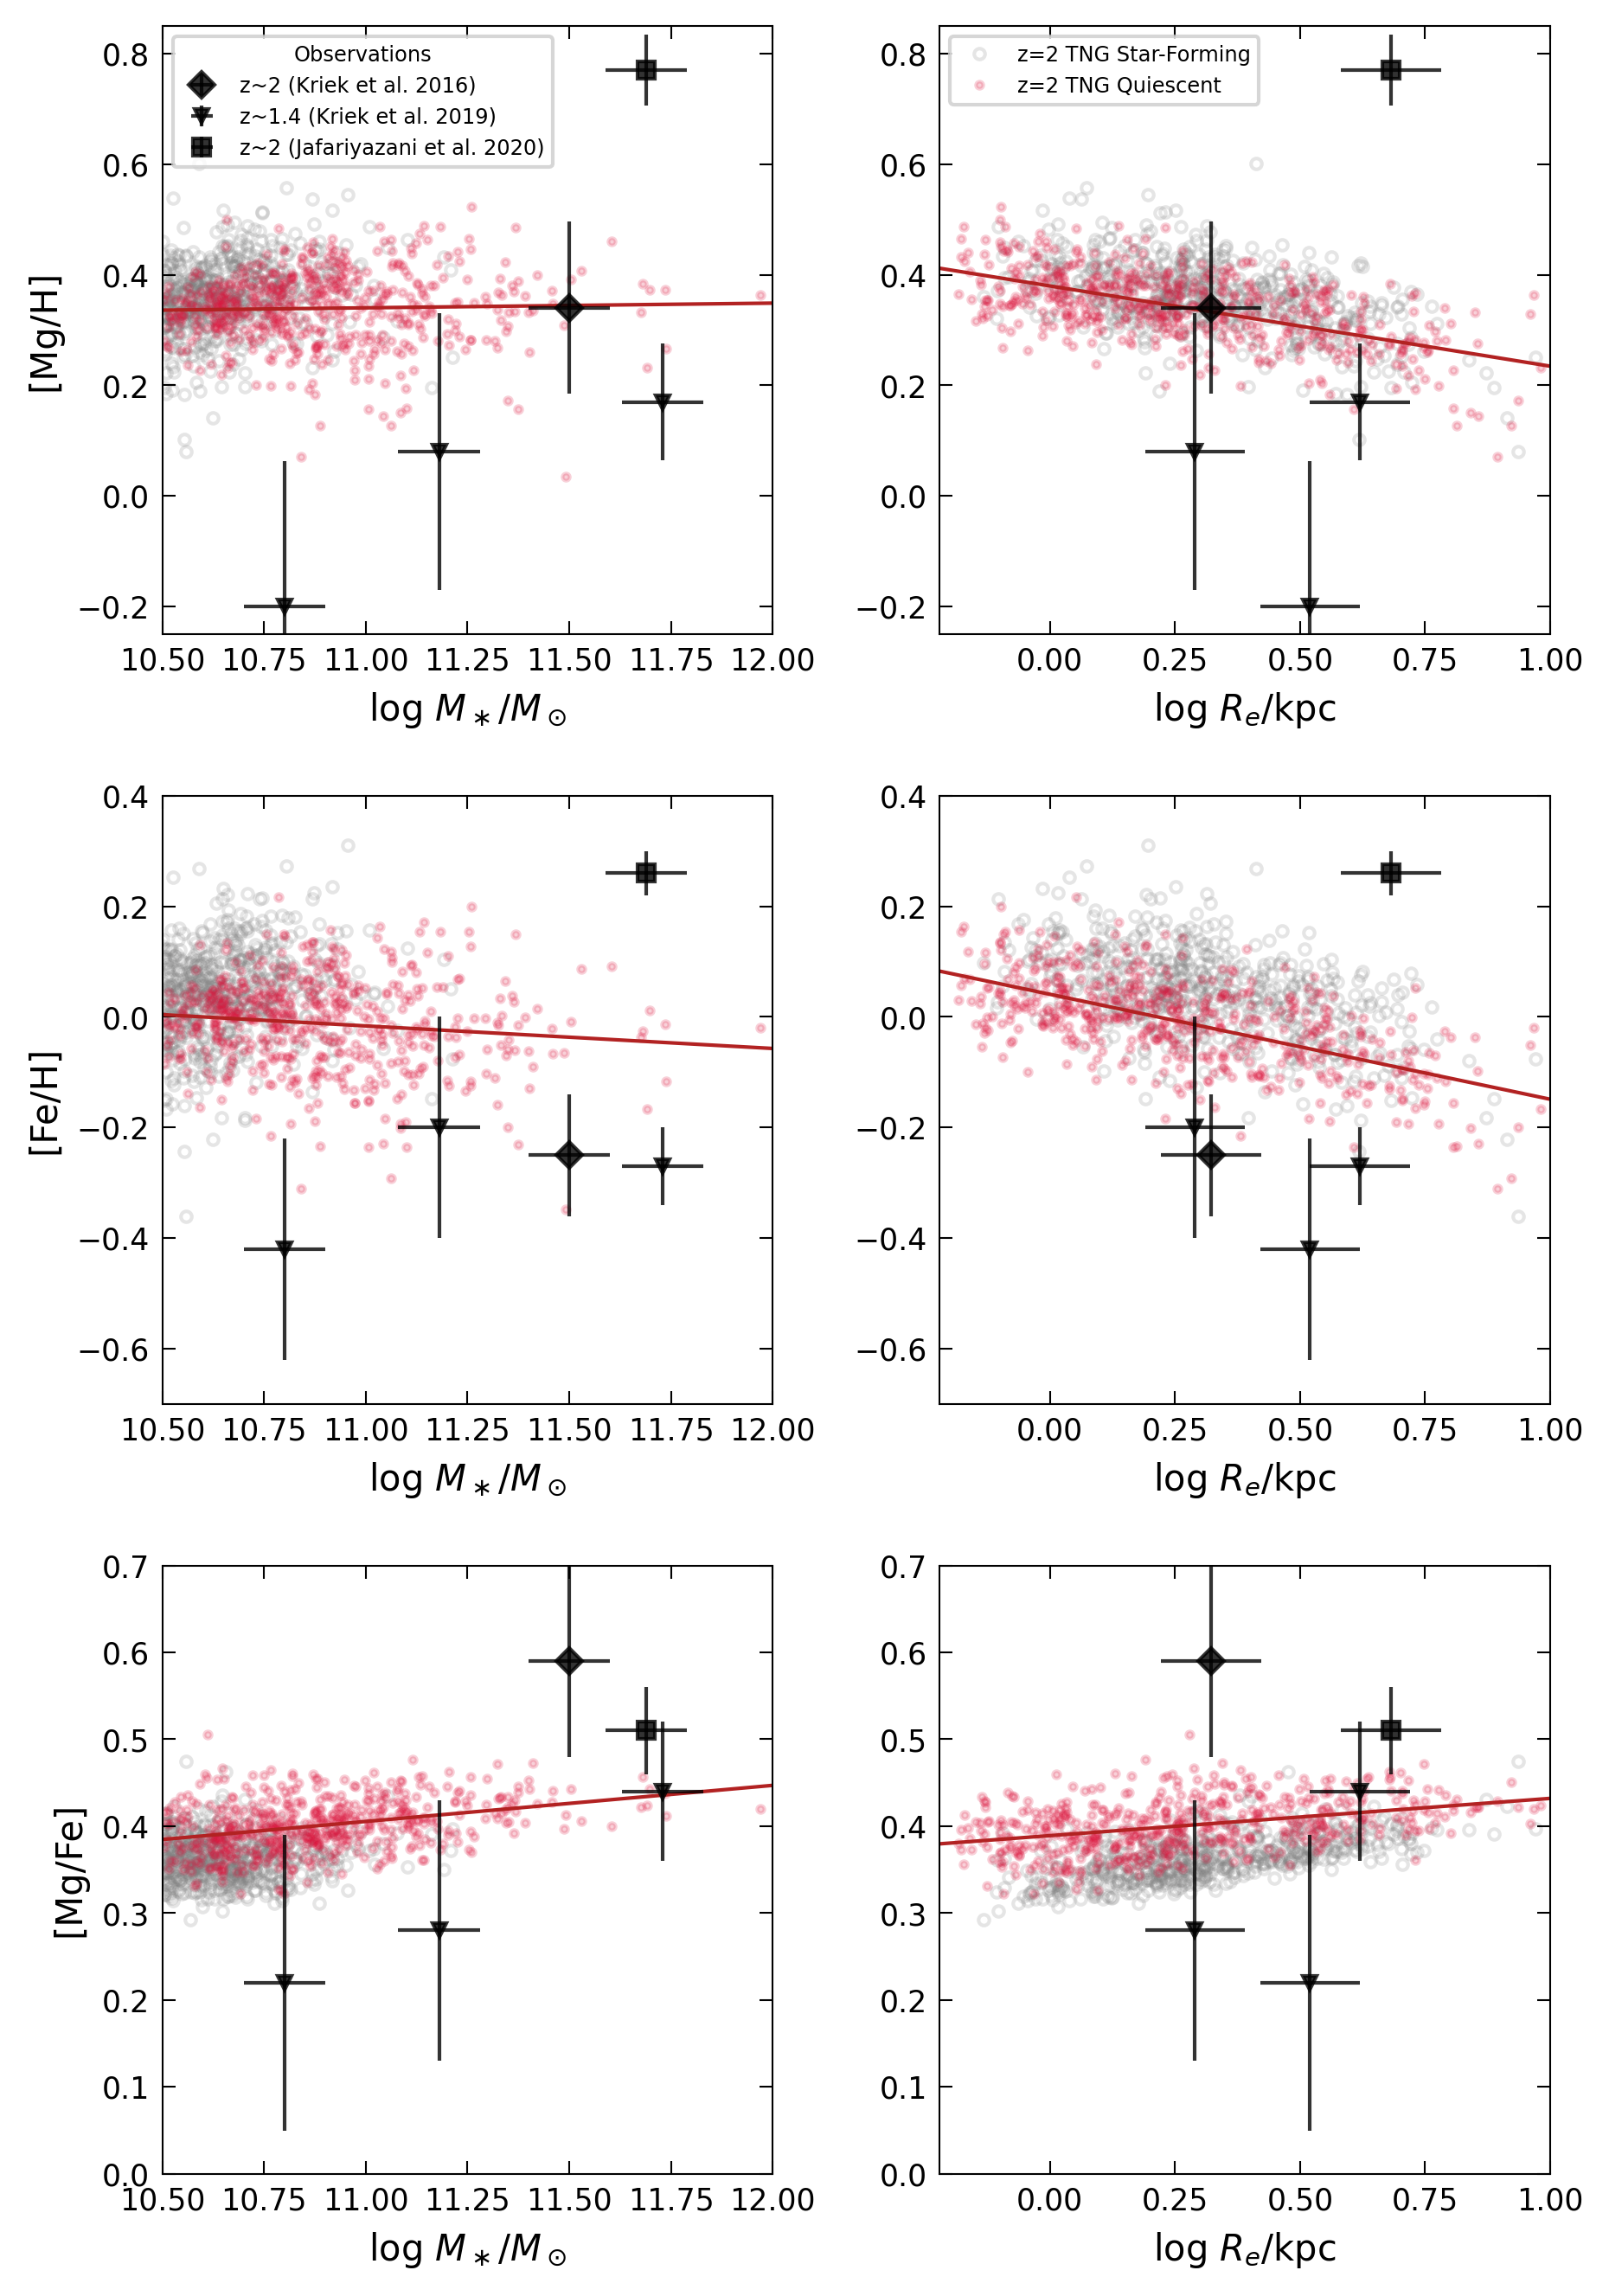 0.8
0.6
0.4
0.2
0.0
−0.2
[Mg/H]
Observations
z~2 (Kriek et al. 2016)
z~1.4 (Kriek et al. 2019)
z~2 (Jafariyazani et al. 2020)
10.50 10.75 11.00 11.25 11.50 11.75 12.00
log M∗/M⊙
0.8
0.6
0.4
0.2
0.0
−0.2
z=2 TNG Star-Forming
z=2 TNG Quiescent
0.00 0.25 0.50 0.75 1.00
log Re/kpc
0.4
0.2
0.0
−0.2
−0.4
−0.6
[Fe/H]
10.50 10.75 11.00 11.25 11.50 11.75 12.00
log M∗/M⊙
0.4
0.2
0.0
−0.2
−0.4
−0.6
0.00 0.25 0.50 0.75 1.00
log Re/kpc
0.7
0.6
0.5
0.4
0.3
0.2
0.1
0.0
[Mg/Fe]
10.50 10.75 11.00 11.25 11.50 11.75 12.00
log M∗/M⊙
0.7
0.6
0.5
0.4
0.3
0.2
0.1
0.0
0.00 0.25 0.50 0.75 1.00
log Re/kpc